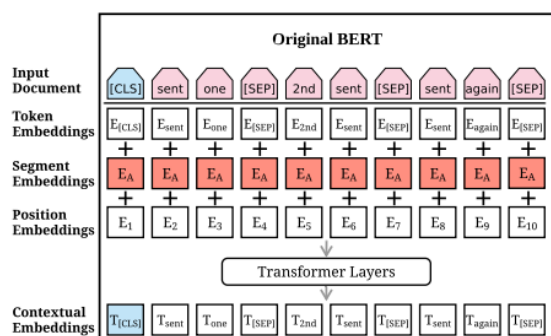 Original BERT
Input Document [CLS] sent one [SEP] 2nd sent [SEP] sent again [SEP]
Token Embeddings E[CLS] Esent Eone E[SEP] E2nd Esent E[SEP] Esent Eagain E[SEP]
+ + + + + + + + + +
Segment Embeddings EA EA EA EA EA EA EA EA EA EA
+ + + + + + + + + +
Position Embeddings E1 E2 E3 E4 E5 E6 E7 E8 E9 E10
Transformer Layers
Contextual Embeddings T[CLS] Tsent Tone T[SEP] T2nd Tsent T[SEP] Tsent Tagain T[SEP]